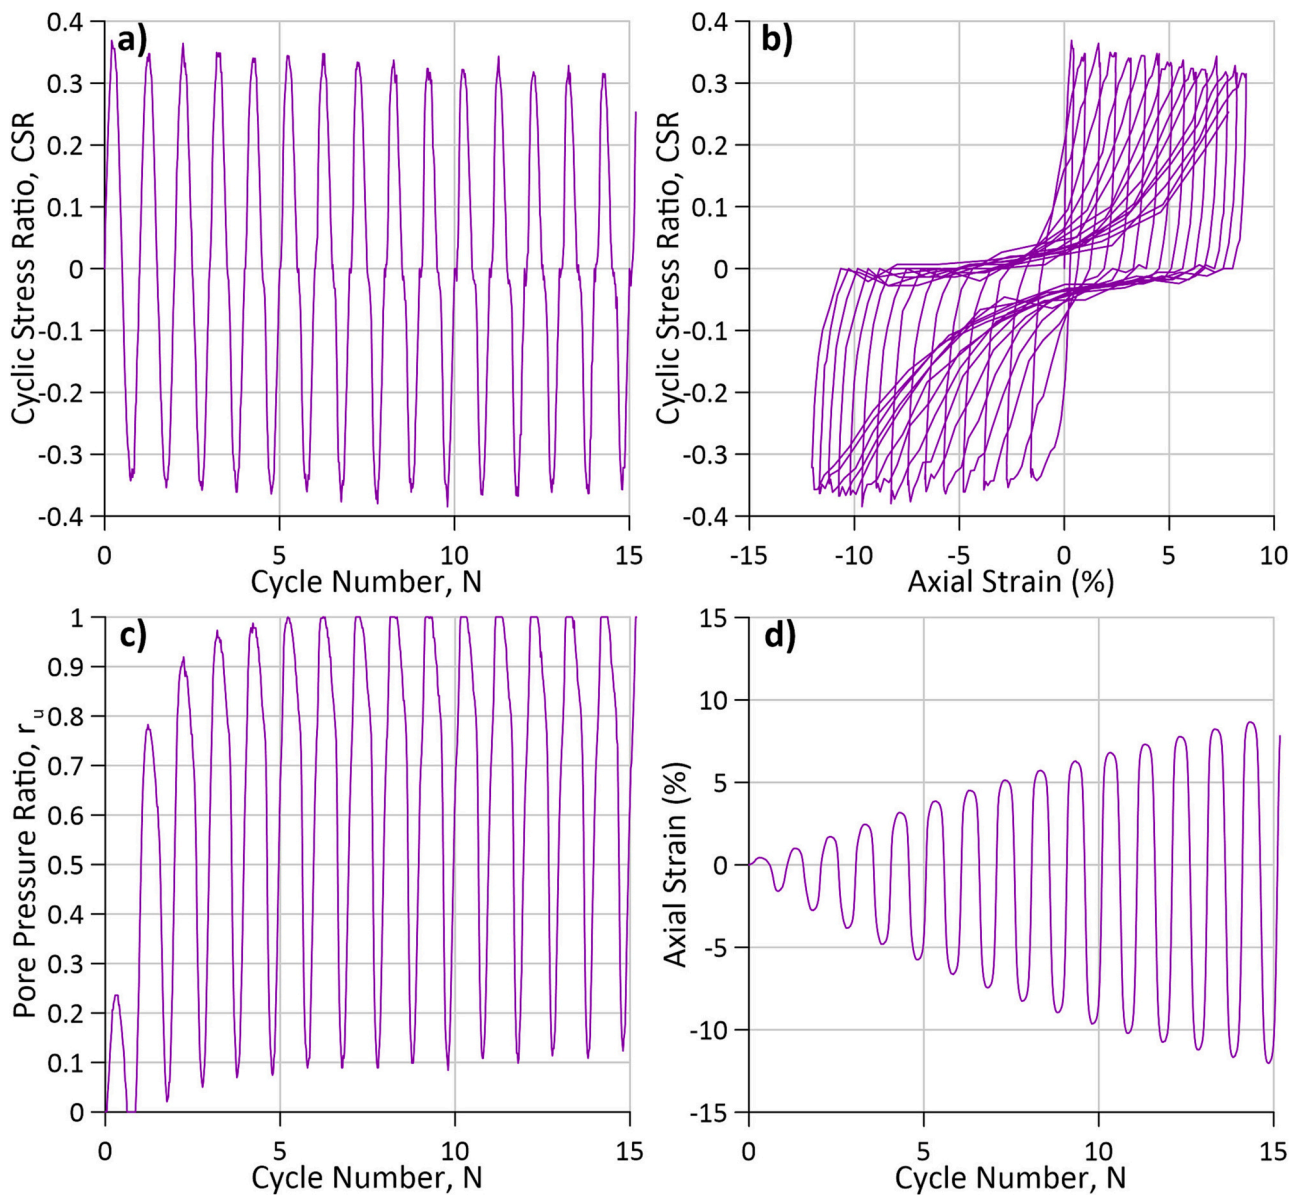 a)
Cyclic Stress Ratio, CSR
0.4
0.3
0.2
0.1
0
-0.1
-0.2
-0.3
-0.4
0 5 10 15
Cycle Number, N
b)
Cyclic Stress Ratio, CSR
0.4
0.3
0.2
0.1
0
-0.1
-0.2
-0.3
-0.4
-15 -10 -5 0 5 10
Axial Strain (%)
c)
Pore Pressure Ratio, r_u
1
0.9
0.8
0.7
0.6
0.5
0.4
0.3
0.2
0.1
0
0 5 10 15
Cycle Number, N
d)
Axial Strain (%)
15
10
5
0
-5
-10
-15
0 5 10 15
Cycle Number, N